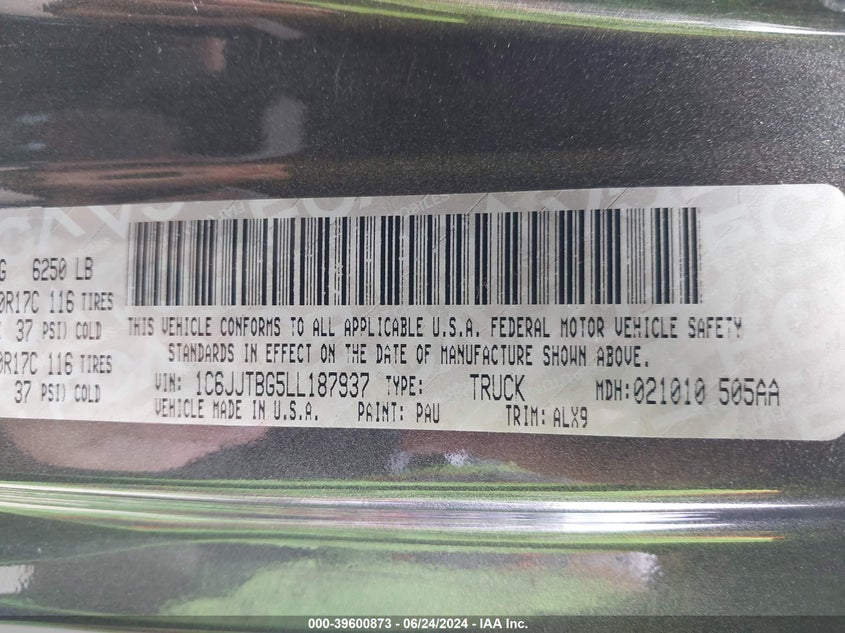 G 6250 LB
0R17C 116 TIRES
37 PSI) COLD
0R17C 116 TIRES
37 PSI) COLD
THIS VEHICLE CONFORMS TO ALL APPLICABLE U.S.A. FEDERAL MOTOR VEHICLE SAFETY
STANDARDS IN EFFECT ON THE DATE OF MANUFACTURE SHOWN ABOVE.
VIN: 1C6JJTBG5LL187937 TYPE: TRUCK MDH:021010 505AA
VEHICLE MADE IN U.S.A. PAINT: PAU TRIM: ALX9
000-39600873 - 06/24/2024 - IAA Inc.